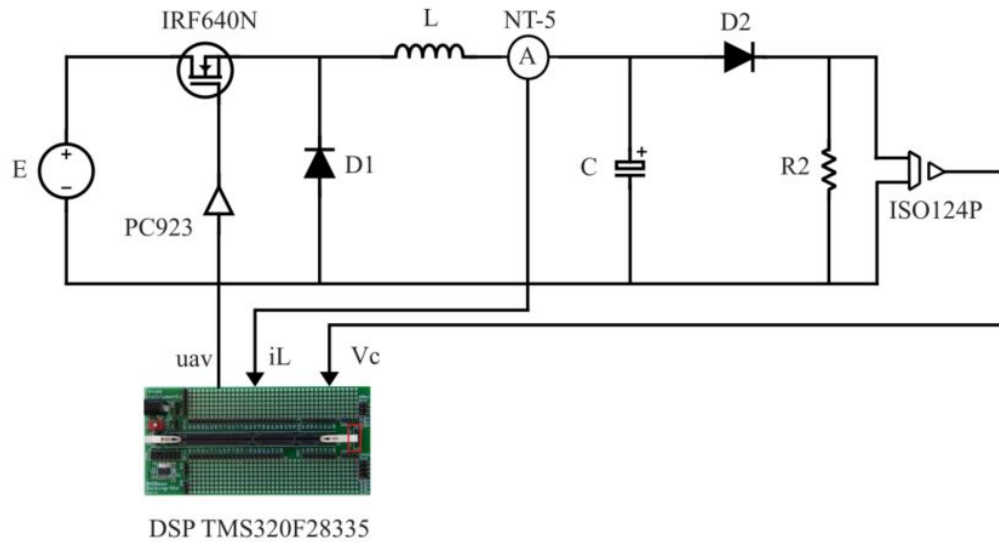 IRF640N
L
NT-5
D2
A
E
+
−
D1
C
+
R2
PC923
ISO124P
uav
iL
Vc
DSP TMS320F28335